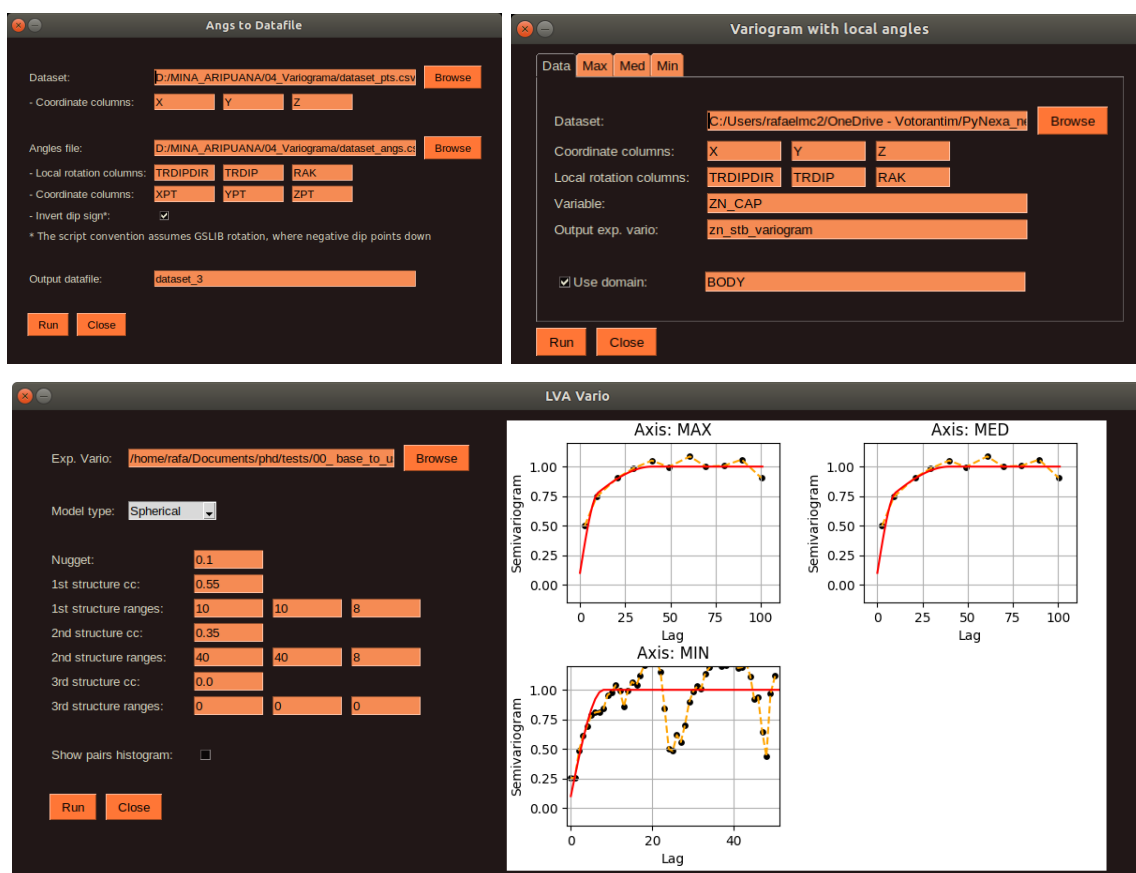 Angs to Datafile
Dataset: D:/MINA_ARIPUANA/04_Variograma/dataset_pts.csv Browse
- Coordinate columns: X Y Z
Angles file: D:/MINA_ARIPUANA/04_Variograma/dataset_angs.cs Browse
- Local rotation columns: TRDIPDIR TRDIP RAK
- Coordinate columns: XPT YPT ZPT
- Invert dip sign*:
* The script convention assumes GSLIB rotation, where negative dip points down
Output datafile: dataset_3
Run Close
Variogram with local angles
Data Max Med Min
Dataset: C:/Users/rafaelmc2/OneDrive - Votorantim/PyNexa_ne Browse
Coordinate columns: X Y Z
Local rotation columns: TRDIPDIR TRDIP RAK
Variable: ZN_CAP
Output exp. vario: zn_stb_variogram
Use domain: BODY
Run Close
LVA Vario
Exp. Vario: /home/rafa/Documents/phd/tests/00_ base_to_u Browse
Model type: Spherical
Nugget: 0.1
1st structure cc: 0.55
1st structure ranges: 10 10 8
2nd structure cc: 0.35
2nd structure ranges: 40 40 8
3rd structure cc: 0.0
3rd structure ranges: 0 0 0
Show pairs histogram:
Run Close
Axis: MAX
Semivariogram
1.00
0.75
0.50
0.25
0.00
0 25 50 75 100
Lag
Axis: MED
Semivariogram
1.00
0.75
0.50
0.25
0.00
0 25 50 75 100
Lag
Axis: MIN
Semivariogram
1.00
0.75
0.50
0.25
0.00
0 20 40
Lag